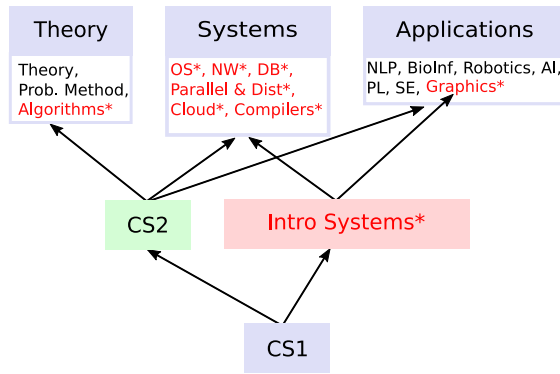 Theory
Theory,
Prob. Method,
Algorithms*
Systems
OS*, NW*, DB*,
Parallel & Dist*,
Cloud*, Compilers*
Applications
NLP, BioInf, Robotics, AI,
PL, SE, Graphics*
CS2
Intro Systems*
CS1